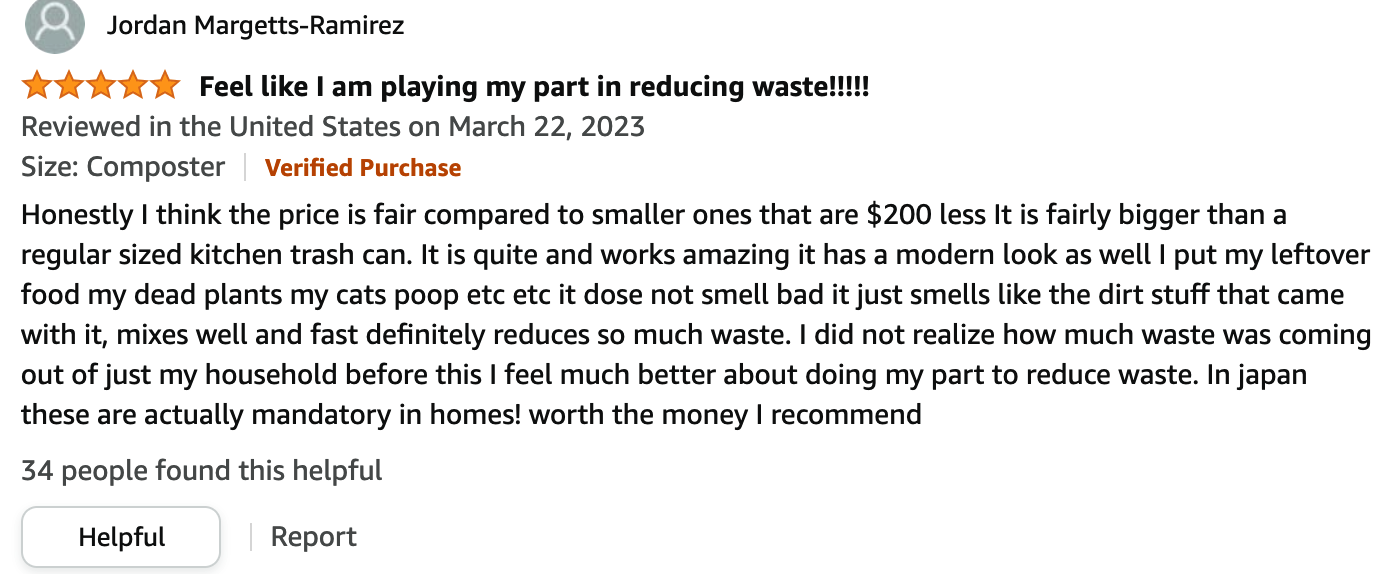 Jordan Margetts-Ramirez
Feel like I am playing my part in reducing waste!!!!!
Reviewed in the United States on March 22, 2023
Size: Composter | Verified Purchase
Honestly I think the price is fair compared to smaller ones that are $200 less It is fairly bigger than a
regular sized kitchen trash can. It is quite and works amazing it has a modern look as well I put my leftover
food my dead plants my cats poop etc etc it dose not smell bad it just smells like the dirt stuff that came
with it, mixes well and fast definitely reduces so much waste. I did not realize how much waste was coming
out of just my household before this I feel much better about doing my part to reduce waste. In japan
these are actually mandatory in homes! worth the money I recommend
34 people found this helpful
Helpful | Report